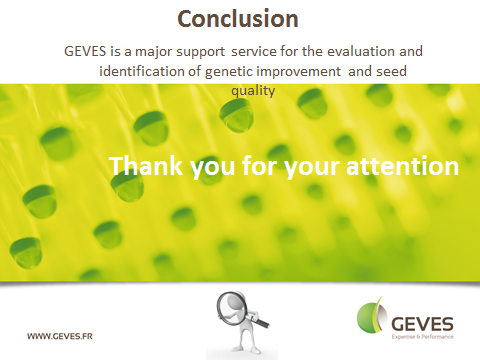 Conclusion
GEVES is a major support service for the evaluation and
identification of genetic improvement and seed
quality
Thank you for your attention
WWW.GEVES.FR
GEVES
Expertise & Performance